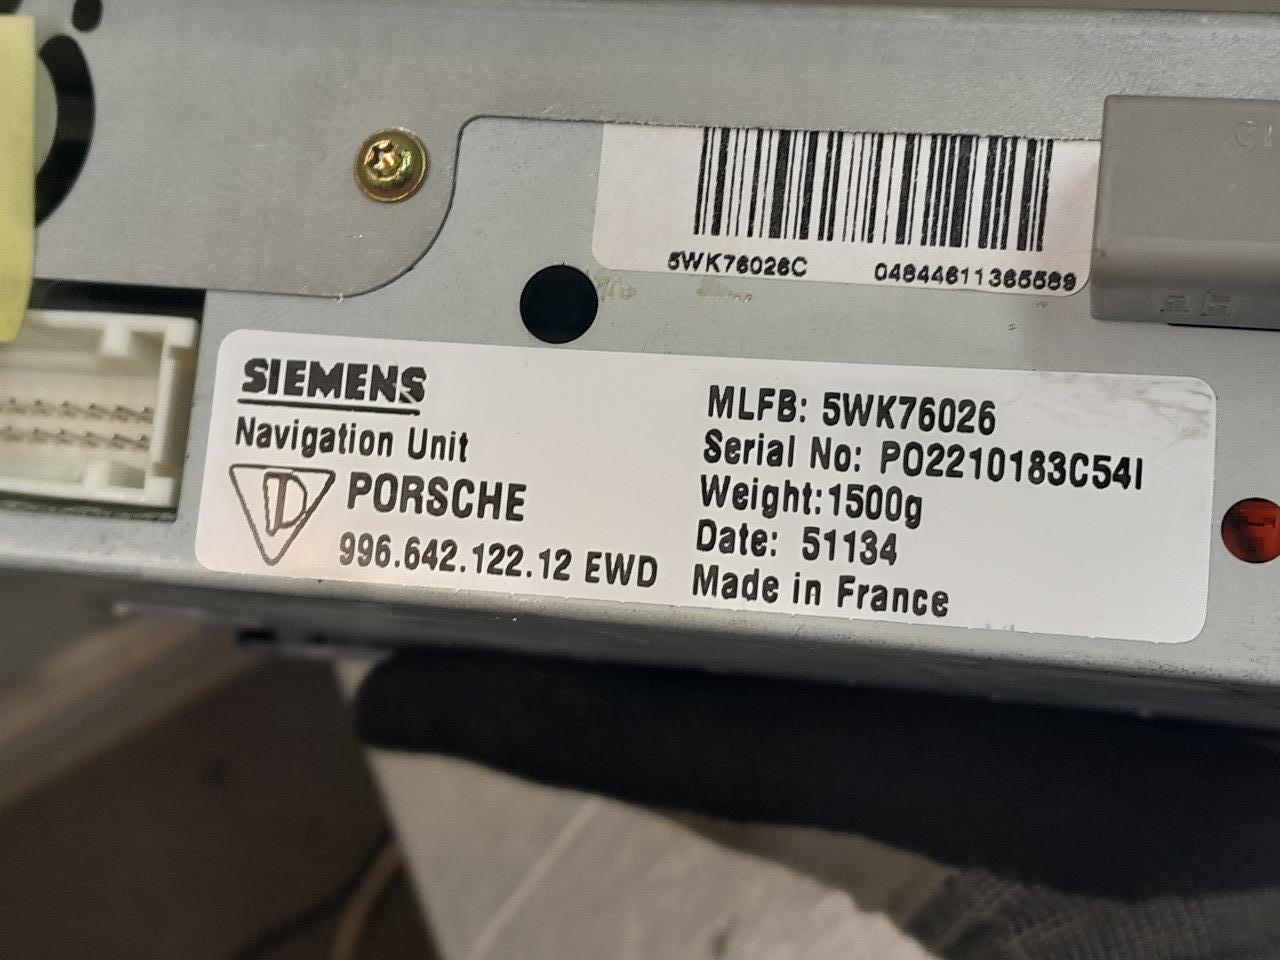 5WK76026C 04844611365589
SIEMENS
Navigation Unit
PORSCHE
996.642.122.12 EWD
MLFB: 5WK76026
Serial No: PO2210183C54I
Weight:1500g
Date: 51134
Made in France